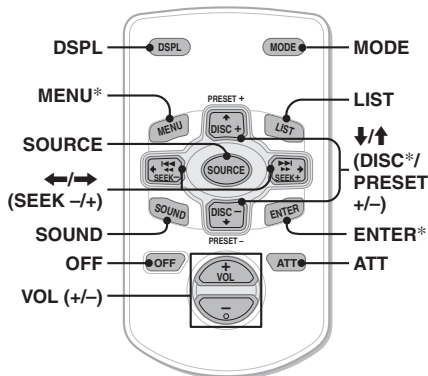 DSPL
DSPL
MODE
MODE
MENU*
PRESET +
MENU
DISC +
LIST
LIST
SOURCE
SOURCE
←/→
(SEEK –/+)
SEEK–
SEEK+
↓/↑
(DISC*/
PRESET
+/–)
SOUND
SOUND
DISC –
PRESET –
ENTER
ENTER*
OFF
OFF
ATT
ATT
VOL (+/–)
+
VOL
–